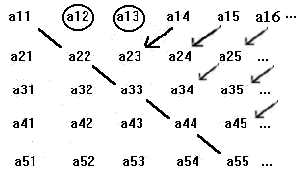 a11 a12 a13 a14 a15 a16 ...
a21 a22 a23 a24 a25 ...
a31 a32 a33 a34 a35 ...
a41 a42 a43 a44 a45 ...
a51 a52 a53 a54 a55 ...